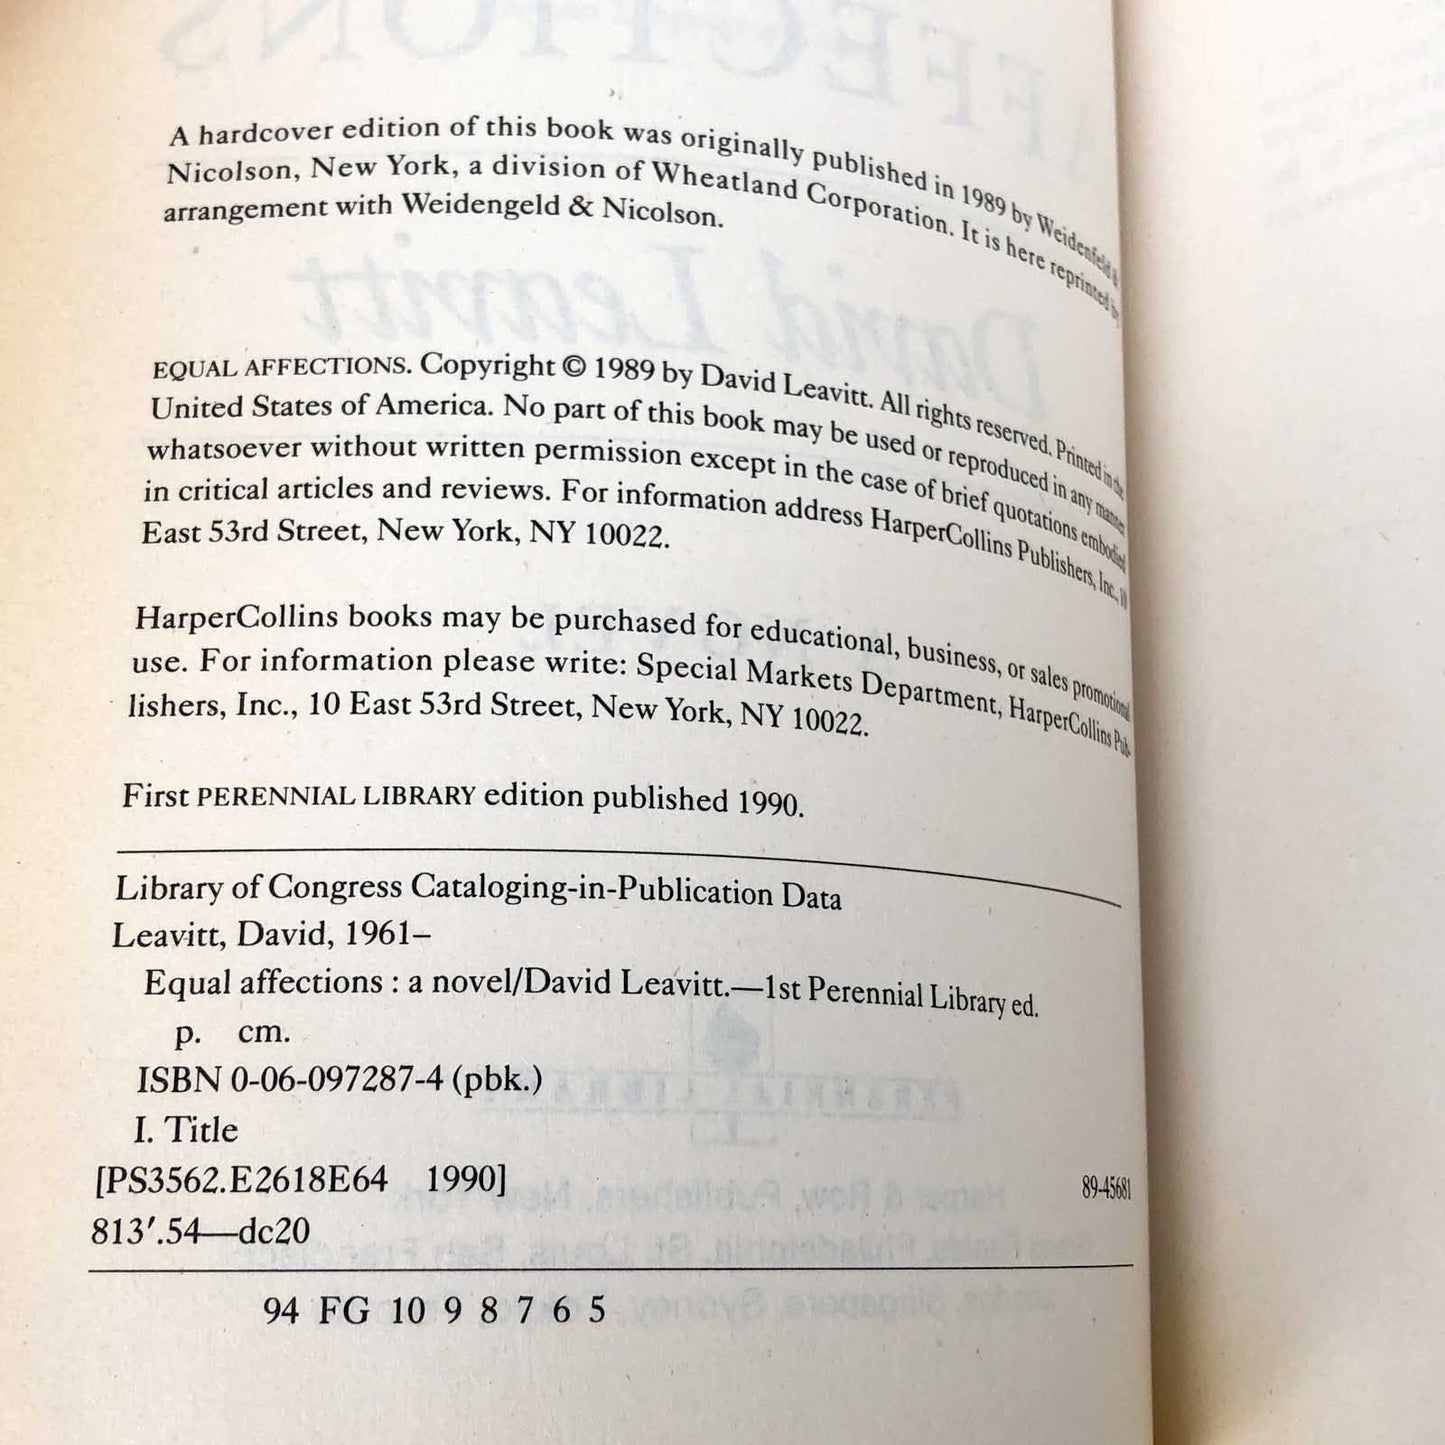 A hardcover edition of this book was originally published in 1989 by Weidenfeld &
Nicolson, New York, a division of Wheatland Corporation. It is here reprinted by
arrangement with Weidengeld & Nicolson.
EQUAL AFFECTIONS. Copyright © 1989 by David Leavitt. All rights reserved. Printed in the
United States of America. No part of this book may be used or reproduced in any manner
whatsoever without written permission except in the case of brief quotations embodied
in critical articles and reviews. For information address HarperCollins Publishers, Inc., 10
East 53rd Street, New York, NY 10022.
HarperCollins books may be purchased for educational, business, or sales promotional
use. For information please write: Special Markets Department, HarperCollins Pub-
lishers, Inc., 10 East 53rd Street, New York, NY 10022.
First PERENNIAL LIBRARY edition published 1990.
Library of Congress Cataloging-in-Publication Data
Leavitt, David, 1961–
Equal affections : a novel/David Leavitt.—1st Perennial Library ed.
p. cm.
ISBN 0-06-097287-4 (pbk.)
I. Title
[PS3562.E2618E64 1990] 89-45681
813′.54—dc20
94 FG 10 9 8 7 6 5